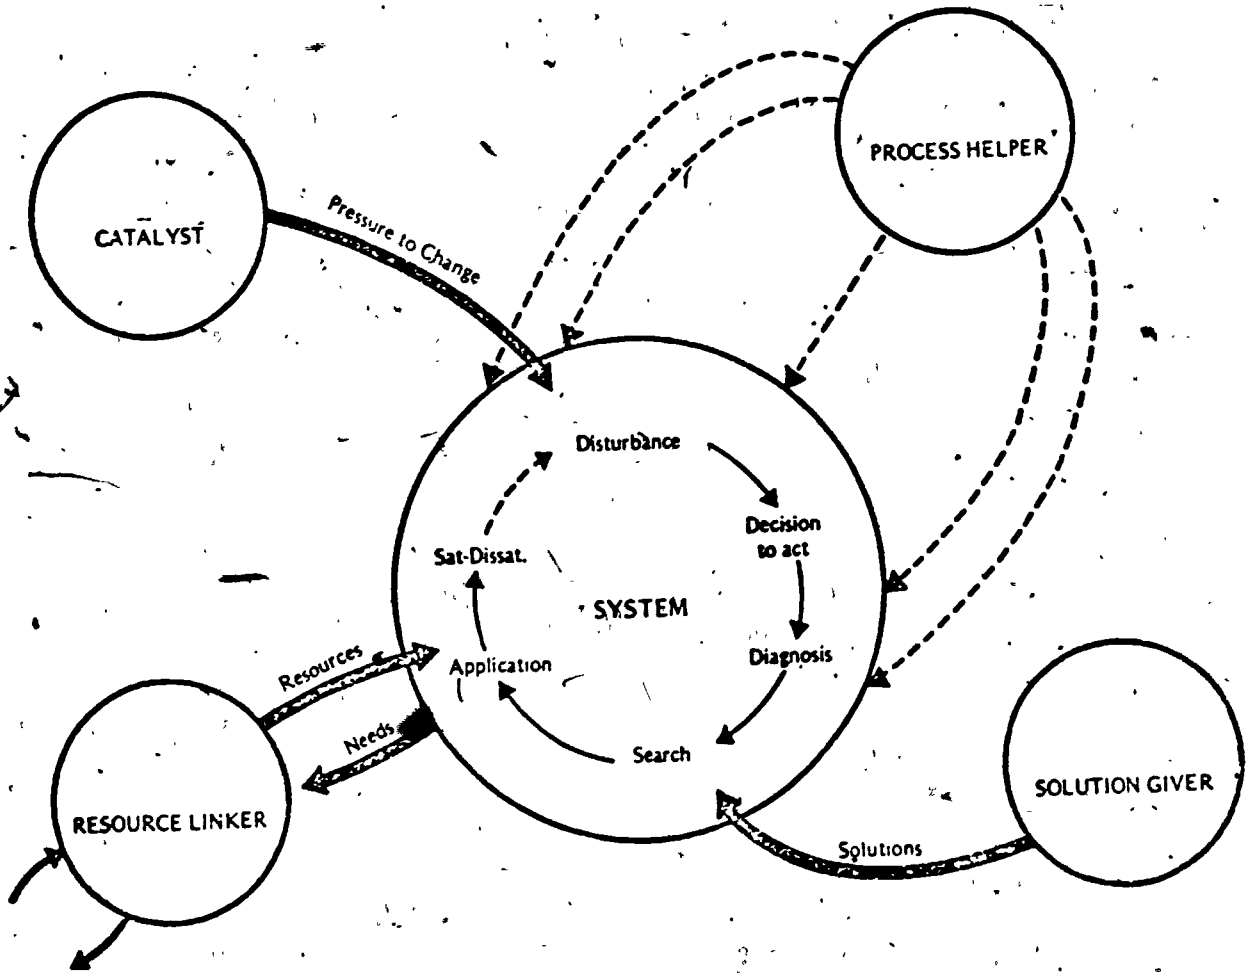 PROCESS HELPER
CATALYST
Pressure to Change
Disturbance
Decision
to act
Sat-Dissat.
SYSTEM
Diagnosis
Application
Resources
Needs
Search
RESOURCE LINKER
SOLUTION GIVER
Solutions